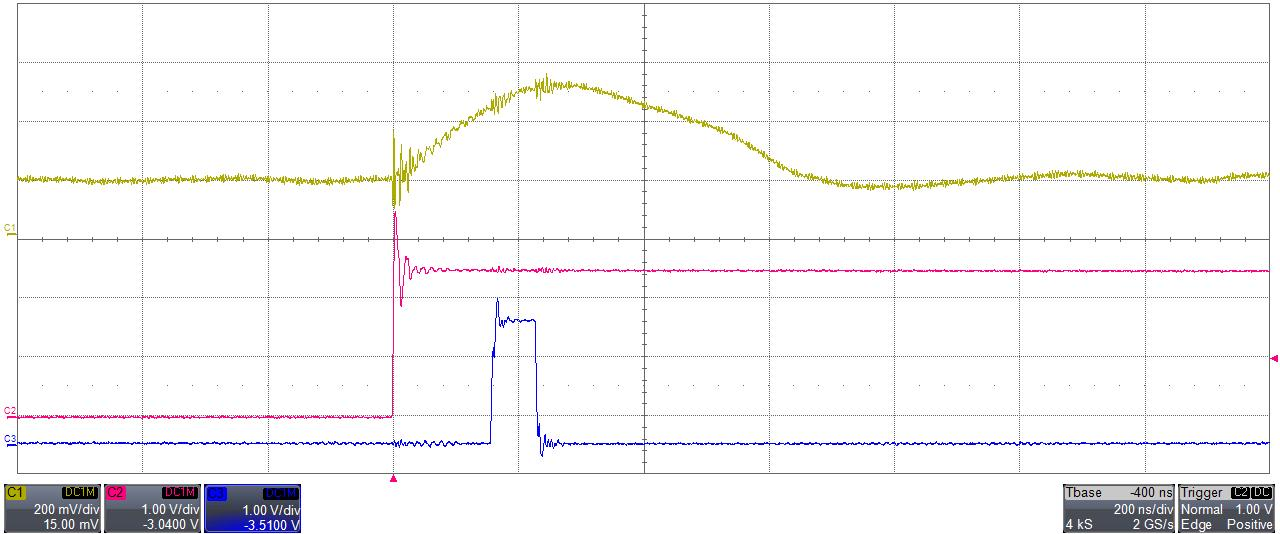 C1
C2
C3
C1 DC1M
200 mV/div
15.00 mV
C2 DC1M
1.00 V/div
-3.0400 V
C3 DC1M
1.00 V/div
-3.5100 V
Tbase -400 ns
200 ns/div
4 kS 2 GS/s
Trigger C2 DC
Normal 1.00 V
Edge Positive